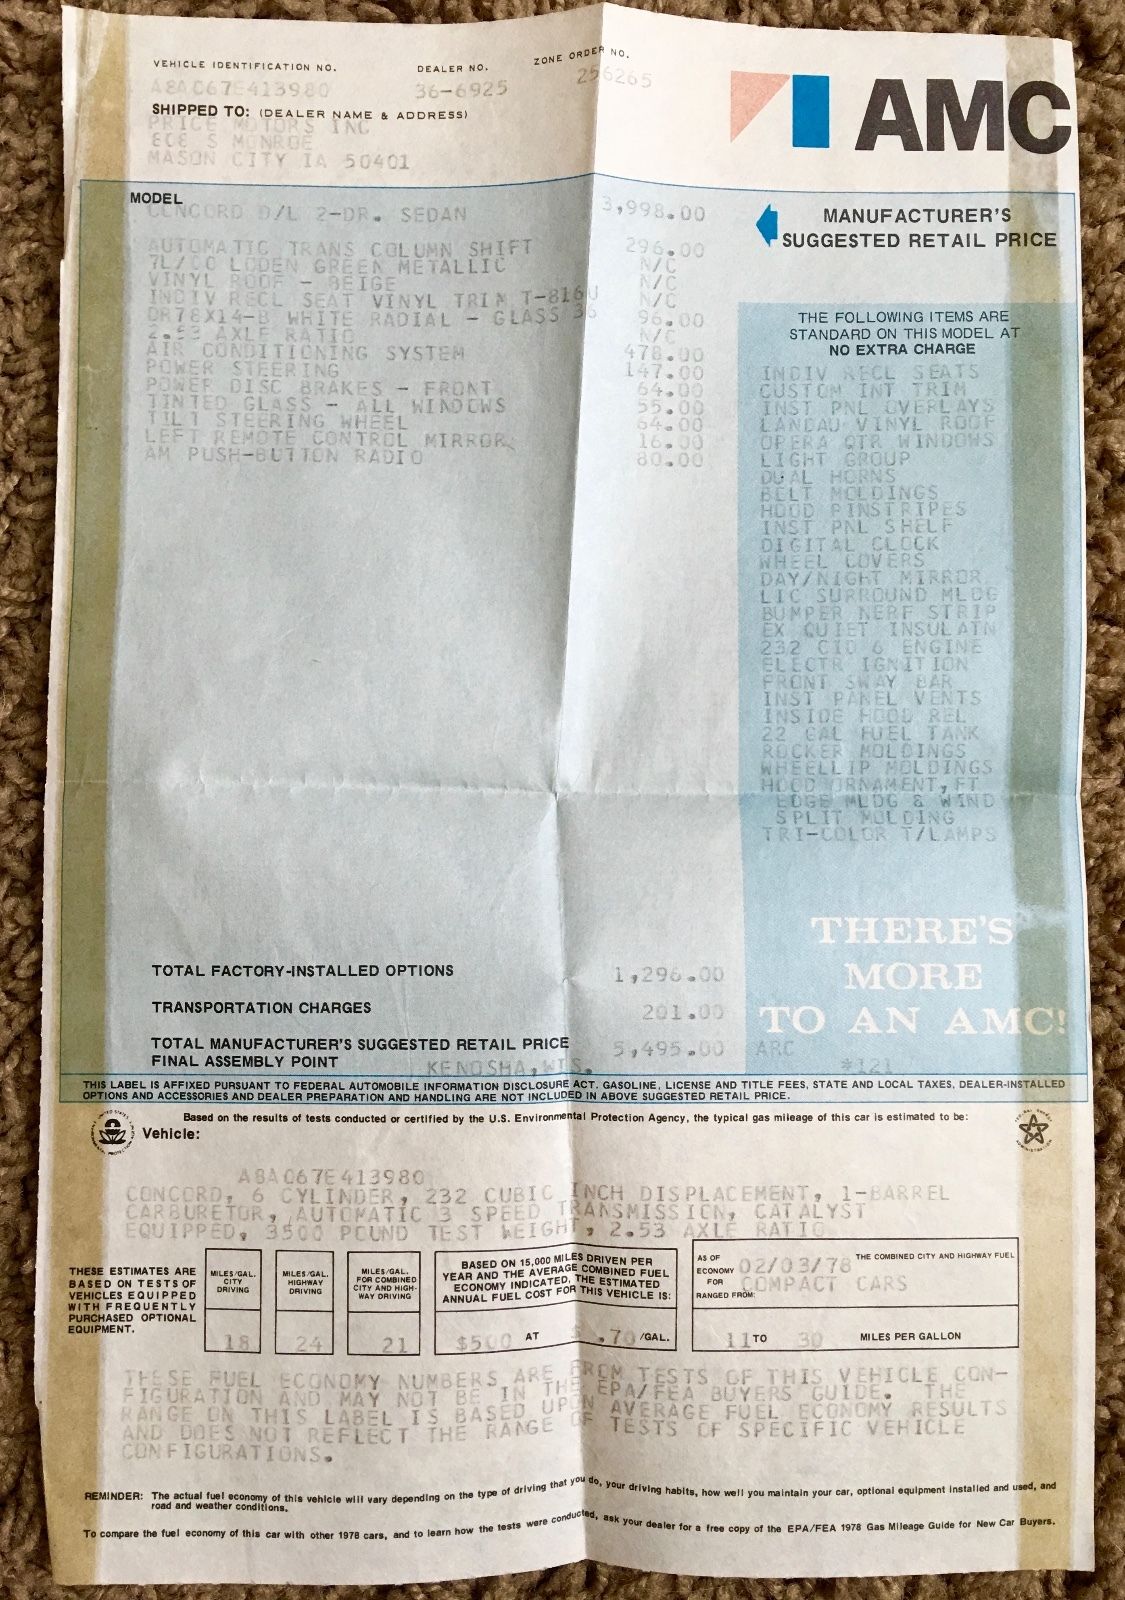 VEHICLE IDENTIFICATION NO. DEALER NO. ZONE ORDER NO.
A8AC67E413980 36-6925 256265
SHIPPED TO: (DEALER NAME & ADDRESS)
PRICE MOTORS INC
S MONROE
MASON CITY IA 50401
AMC
MODEL
CONCORD D/L 2-DR. SEDAN 3,998.00
MANUFACTURER'S
SUGGESTED RETAIL PRICE
AUTOMATIC TRANS COLUMN SHIFT 296.00
7L/CO LODEN GREEN METALLIC N/C
VINYL ROOF - BEIGE N/C
INDIV RECL SEAT VINYL TRIM T-816U N/C
DR78X14-B WHITE RADIAL - GLASS 36 96.00
2.53 AXLE RATIO N/C
AIR CONDITIONING SYSTEM 478.00
POWER STEERING 147.00
POWER DISC BRAKES - FRONT 64.00
TINTED GLASS - ALL WINDOWS 55.00
TILT STEERING WHEEL 64.00
LEFT REMOTE CONTROL MIRROR 16.00
AM PUSH-BUTTON RADIO 80.00
THE FOLLOWING ITEMS ARE
STANDARD ON THIS MODEL AT
NO EXTRA CHARGE
INDIV RECL SEATS
CUSTOM INT TRIM
INST PNL OVERLAYS
LANDAU VINYL ROOF
OPERA QTR WINDOWS
LIGHT GROUP
DUAL HORNS
BELT MOLDINGS
HOOD PINSTRIPES
INST PNL SHELF
DIGITAL CLOCK
WHEEL COVERS
DAY/NIGHT MIRROR
LIC SURROUND MLDG
BUMPER NERF STRIP
EX QUIET INSULATN
232 CID 6 ENGINE
ELECTR IGNITION
FRONT SWAY BAR
INST PANEL VENTS
INSIDE HOOD REL
22 GAL FUEL TANK
ROCKER MOLDINGS
WHEELLIP MOLDINGS
HOOD ORNAMENT, FT
EDGE MLDG & WIND
SPLIT MOLDING
TRI-COLOR T/LAMPS
THERE'S
MORE
TO AN AMC!
TOTAL FACTORY-INSTALLED OPTIONS 1,296.00
TRANSPORTATION CHARGES 201.00
TOTAL MANUFACTURER'S SUGGESTED RETAIL PRICE 5,495.00 ARC
FINAL ASSEMBLY POINT KENOSHA, WIS. *121
THIS LABEL IS AFFIXED PURSUANT TO FEDERAL AUTOMOBILE INFORMATION DISCLOSURE ACT. GASOLINE, LICENSE AND TITLE FEES, STATE AND LOCAL TAXES, DEALER-INSTALLED
OPTIONS AND ACCESSORIES AND DEALER PREPARATION AND HANDLING ARE NOT INCLUDED IN ABOVE SUGGESTED RETAIL PRICE.
Based on the results of tests conducted or certified by the U.S. Environmental Protection Agency, the typical gas mileage of this car is estimated to be:
Vehicle:
A8AC67E413980
CONCORD, 6 CYLINDER, 232 CUBIC INCH DISPLACEMENT, 1-BARREL
CARBURETOR, AUTOMATIC 3 SPEED TRANSMISSION, CATALYST
EQUIPPED, 3500 POUND TEST WEIGHT, 2.53 AXLE RATIO
THESE ESTIMATES ARE
BASED ON TESTS OF
VEHICLES EQUIPPED
WITH FREQUENTLY
PURCHASED OPTIONAL
EQUIPMENT.
MILES/GAL.
CITY
DRIVING
18
MILES/GAL.
HIGHWAY
DRIVING
24
MILES/GAL.
FOR COMBINED
CITY AND HIGH-
WAY DRIVING
21
BASED ON 15,000 MILES DRIVEN PER
YEAR AND THE AVERAGE COMBINED FUEL
ECONOMY INDICATED, THE ESTIMATED
ANNUAL FUEL COST FOR THIS VEHICLE IS:
$500 AT $ .70 /GAL.
AS OF 02/03/78 THE COMBINED CITY AND HIGHWAY FUEL
ECONOMY
FOR COMPACT CARS
RANGED FROM:
11 TO 30 MILES PER GALLON
THESE FUEL ECONOMY NUMBERS ARE FROM TESTS OF THIS VEHICLE CON-
FIGURATION AND MAY NOT BE IN THE EPA/FEA BUYERS GUIDE. THE
RANGE ON THIS LABEL IS BASED UPON AVERAGE FUEL ECONOMY RESULTS
AND DOES NOT REFLECT THE RANGE OF TESTS OF SPECIFIC VEHICLE
CONFIGURATIONS.
REMINDER: The actual fuel economy of this vehicle will vary depending on the type of driving that you do, your driving habits, how well you maintain your car, optional equipment installed and used, and
road and weather conditions.
To compare the fuel economy of this car with other 1978 cars, and to learn how the tests were conducted, ask your dealer for a free copy of the EPA/FEA 1978 Gas Mileage Guide for New Car Buyers.